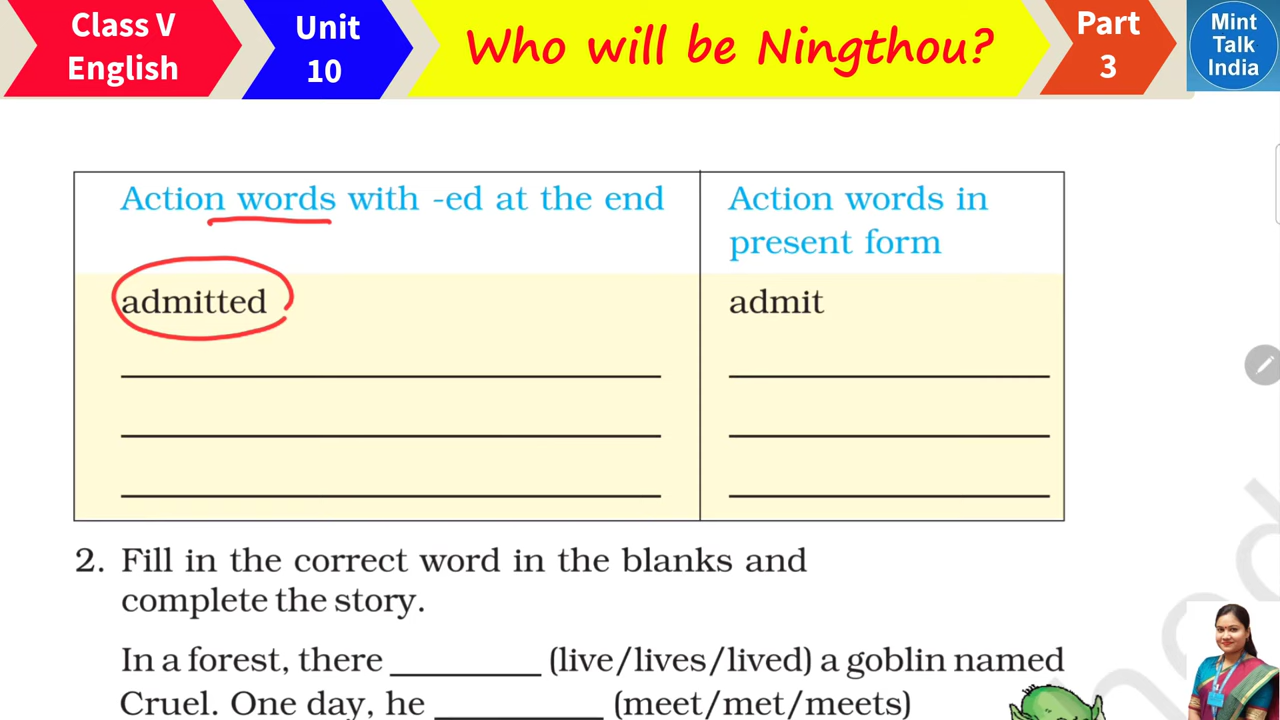 Class V
English
Unit
10
Who will be Ningthou?
Part
3
Mint
Talk
India
Action words with -ed at the end
Action words in
present form
admitted
admit
2. Fill in the correct word in the blanks and
complete the story.
In a forest, there _________ (live/lives/lived) a goblin named
Cruel. One day, he __________ (meet/met/meets)